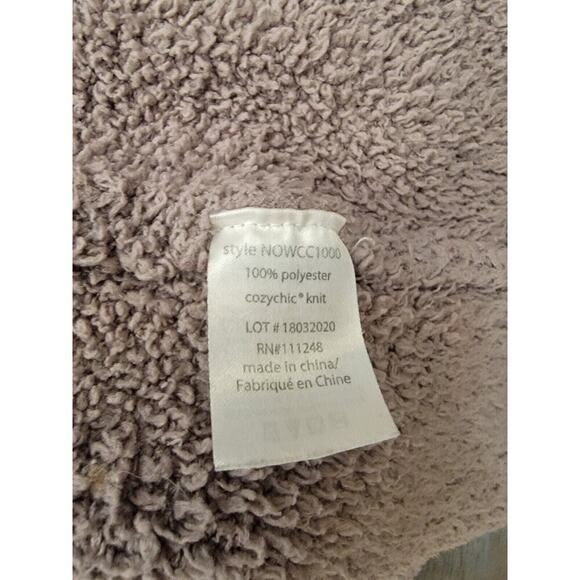 style NOWCC1000
100% polyester
cozychic® knit
LOT # 18032020
RN#111248
made in china/
Fabriqué en Chine